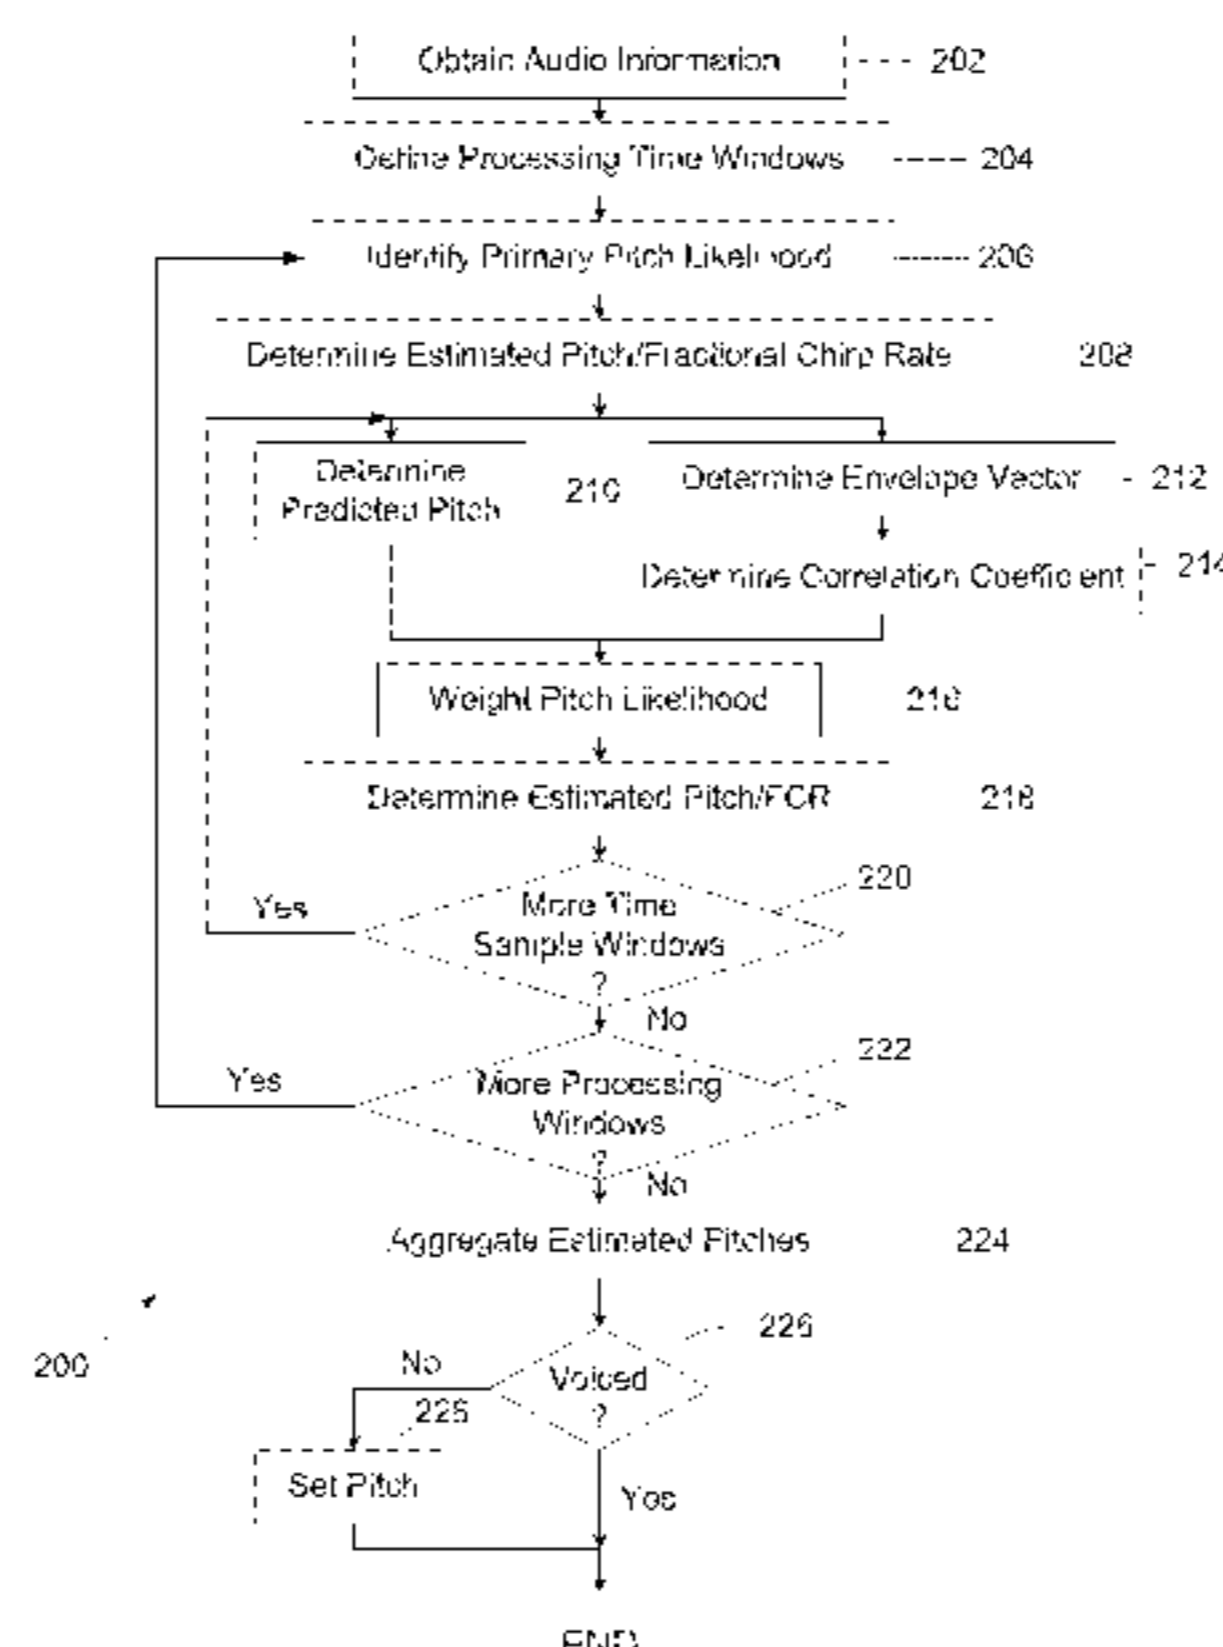 Obtain Audio Information
202
Define Processing Time Windows
204
Identify Primary Pitch Likelihood
206
Determine Estimated Pitch/Fractional Chirp Rate
208
Determine
Predicted Pitch
210
Determine Envelope Vector
212
Determine Correlation Coefficient
214
Weight Pitch Likelihood
216
Determine Estimated Pitch/FCR
218
220
More Time
Sample Windows
?
Yes
No
222
More Processing
Windows
?
Yes
No
Aggregate Estimated Pitches
224
200
226
Voiced
?
No
228
Set Pitch
Yes
END